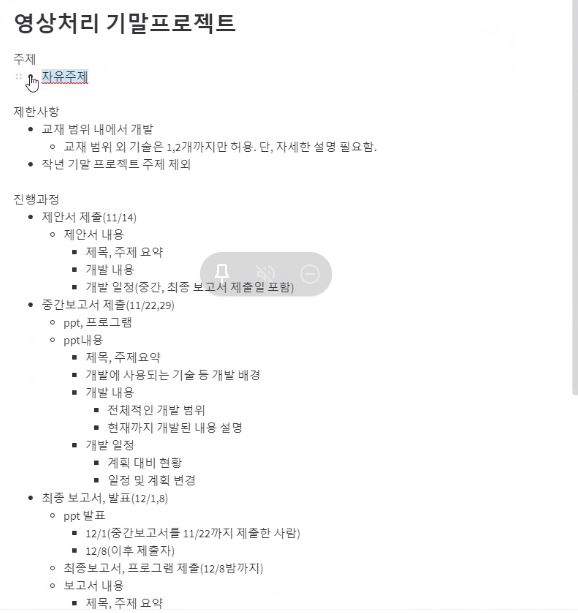 영상처리 기말프로젝트
주제
자유주제
제한사항
교재 범위 내에서 개발
교재 범위 외 기술은 1,2개까지만 허용. 단, 자세한 설명 필요함.
작년 기말 프로젝트 주제 제외
진행과정
제안서 제출(11/14)
제안서 내용
제목, 주제 요약
개발 내용
개발 일정(중간, 최종 보고서 제출일 포함)
중간보고서 제출(11/22,29)
ppt, 프로그램
ppt내용
제목, 주제요약
개발에 사용되는 기술 등 개발 배경
개발 내용
전체적인 개발 범위
현재까지 개발된 내용 설명
개발 일정
계획 대비 현황
일정 및 계획 변경
최종 보고서, 발표(12/1,8)
ppt 발표
12/1(중간보고서를 11/22까지 제출한 사람)
12/8(이후 제출자)
최종보고서, 프로그램 제출(12/8밤까지)
보고서 내용
제목, 주제 요약